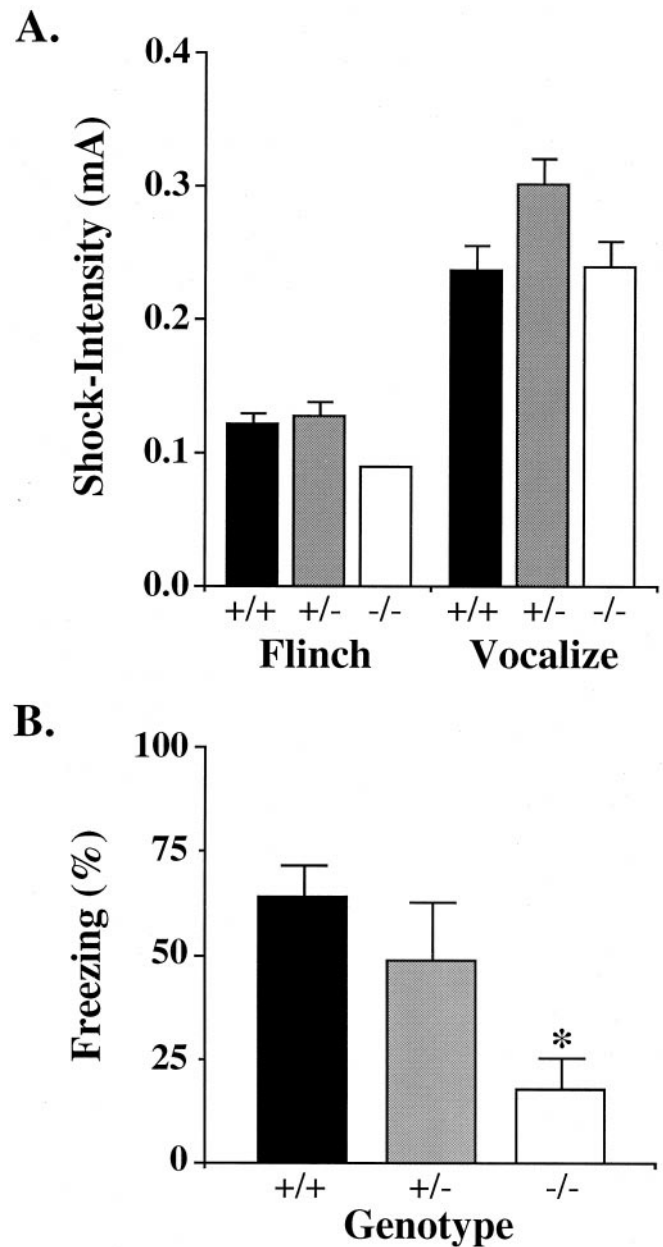 A.
Shock-Intensity (mA)
0.4
0.3
0.2
0.1
0.0
+/+ +/- -/- +/+ +/- -/-
Flinch Vocalize
B.
Freezing (%)
100
75
50
25
0
*
+/+ +/- -/-
Genotype